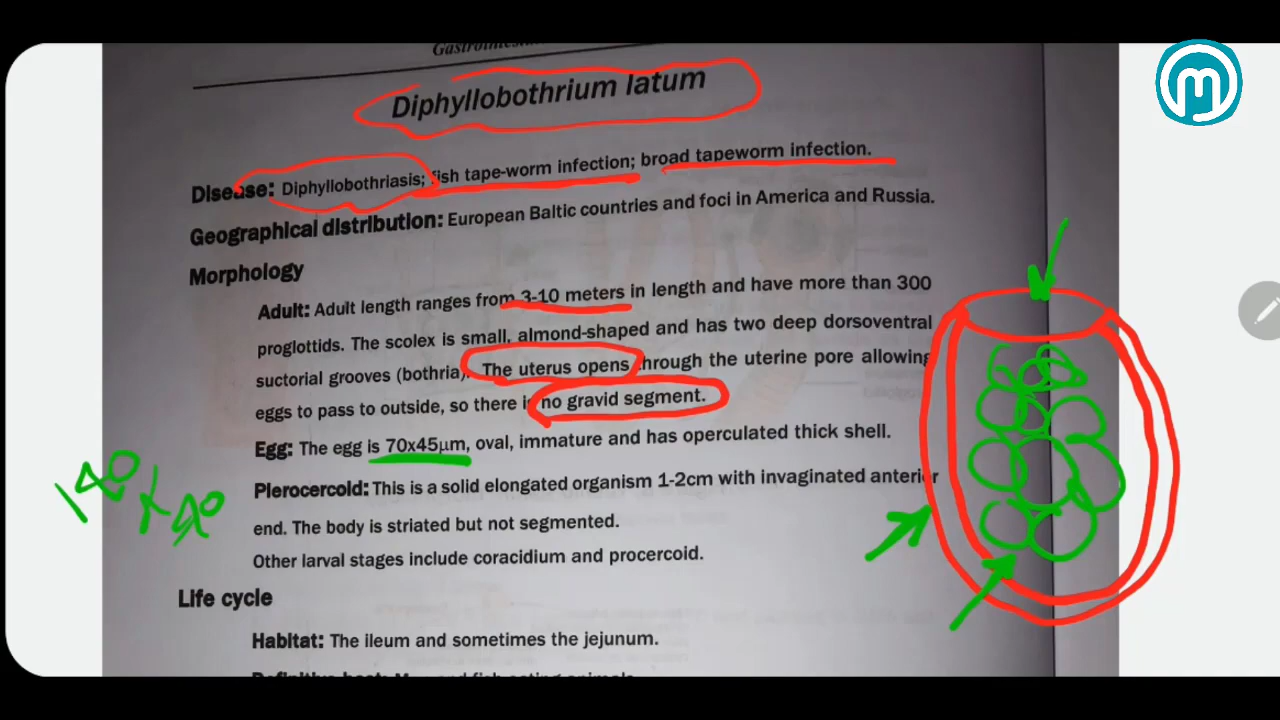 Diphyllobothrium latum
Disease: Diphyllobothriasis; fish tape-worm infection; broad tapeworm infection.
Geographical distribution: European Baltic countries and foci in America and Russia.
Morphology
Adult: Adult length ranges from 3-10 meters in length and have more than 300
proglottids. The scolex is small, almond-shaped and has two deep dorsoventral
suctorial grooves (bothria). The uterus opens through the uterine pore allowing
eggs to pass to outside, so there is no gravid segment.
Egg: The egg is 70x45µm, oval, immature and has operculated thick shell.
140 x 90
Plerocercoid: This is a solid elongated organism 1-2cm with invaginated anterior
end. The body is striated but not segmented.
Other larval stages include coracidium and procercoid.
Life cycle
Habitat: The ileum and sometimes the jejunum.